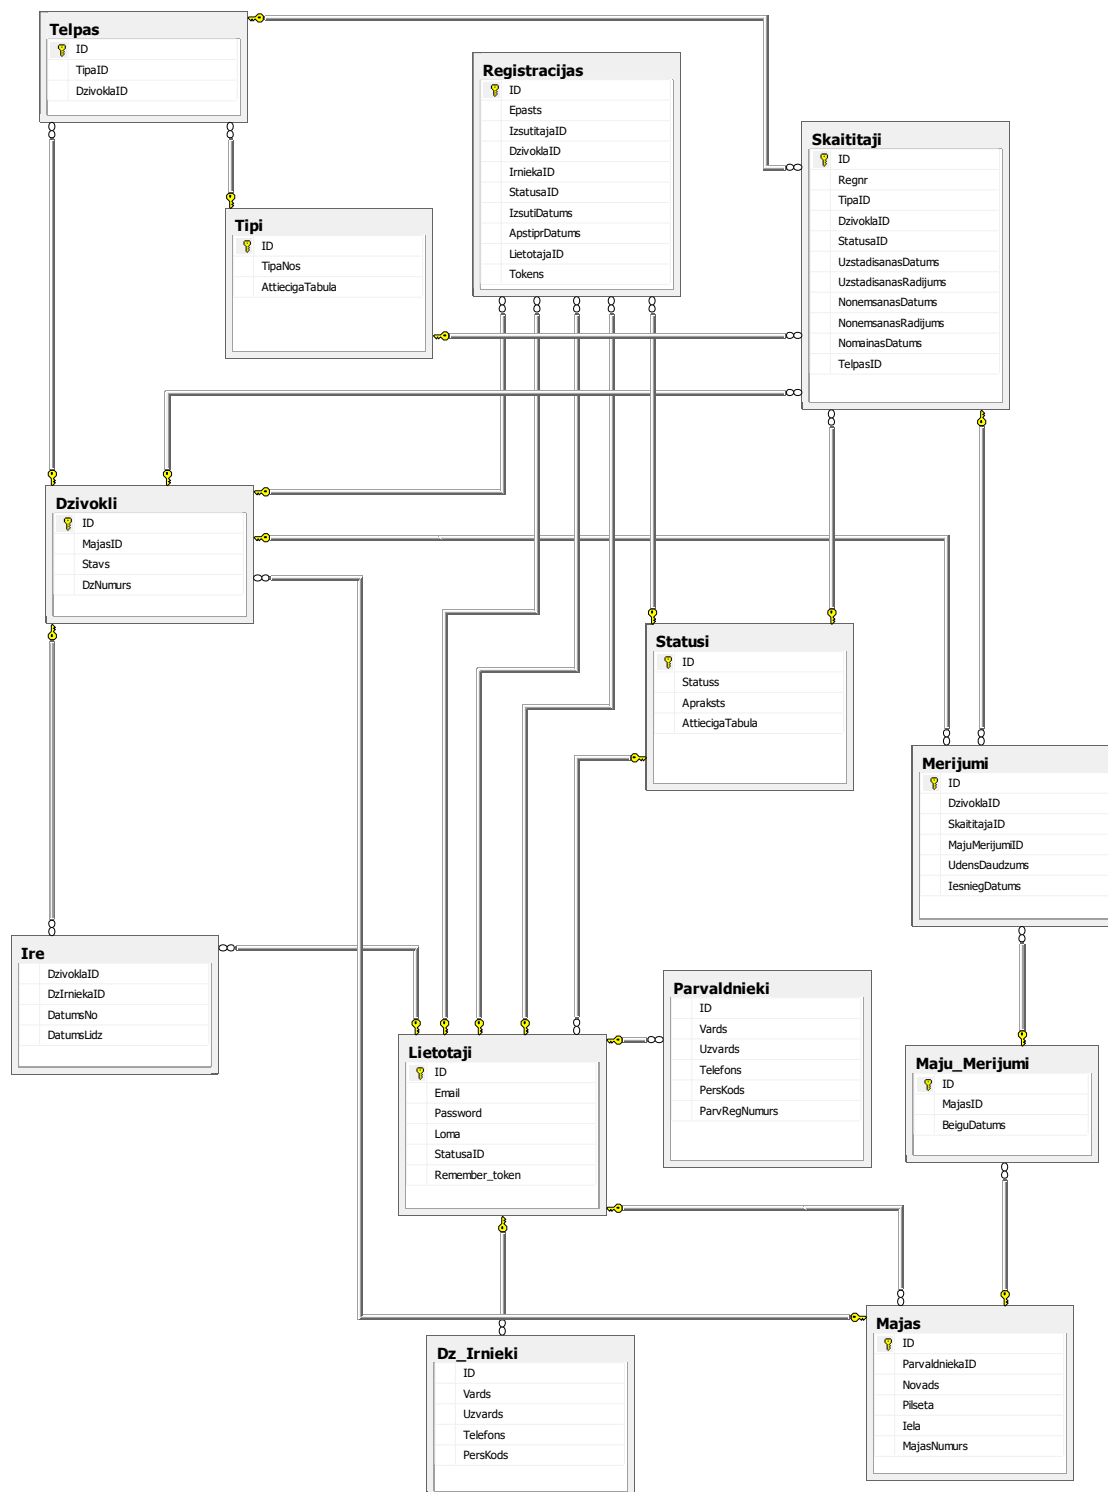 Telpas
ID
TipaID
DzivoklaID
Registracijas
ID
Epasts
IzsutitajaID
DzivoklaID
IrniekaID
StatusaID
IzsutiDatums
ApstiprDatums
LietotajaID
Tokens
Skaititaji
ID
Regnr
TipaID
DzivoklaID
StatusaID
UzstadisanasDatums
UzstadisanasRadijums
NonemsanasDatums
NonemsanasRadijums
NomainasDatums
TelpasID
Tipi
ID
TipaNos
AttiecigaTabula
Dzivokli
ID
MajasID
Stavs
DzNumurs
Statusi
ID
Statuss
Apraksts
AttiecigaTabula
Merijumi
ID
DzivoklaID
SkaititajaID
MajuMerijumiID
UdensDaudzums
IesniegDatums
Ire
DzivoklaID
DzIrniekaID
DatumsNo
DatumsLidz
Parvaldnieki
ID
Vards
Uzvards
Telefons
PersKods
ParvRegNumurs
Lietotaji
ID
Email
Password
Loma
StatusaID
Remember_token
Maju_Merijumi
ID
MajasID
BeiguDatums
Majas
ID
ParvaldniekaID
Novads
Pilseta
Iela
MajasNumurs
Dz_Irnieki
ID
Vards
Uzvards
Telefons
PersKods